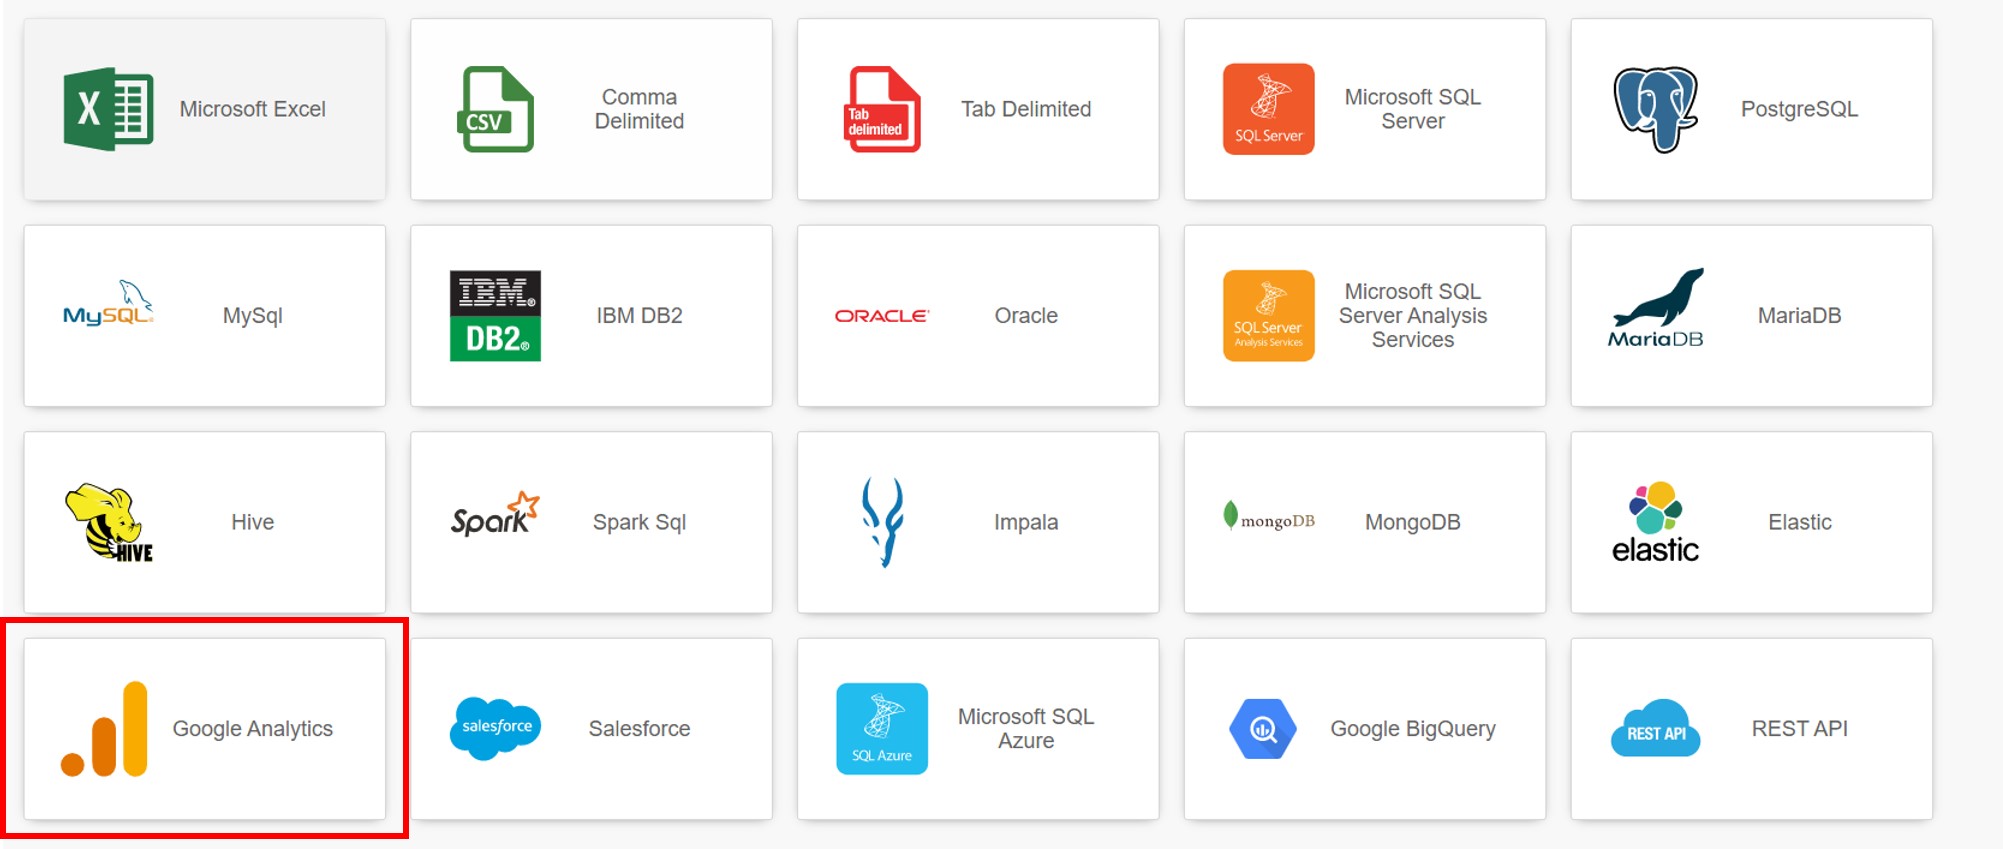 X
Microsoft Excel
CSV
Comma
Delimited
Tab
delimited
Tab Delimited
SQL Server
Microsoft SQL
Server
PostgreSQL
MySQL®
MySql
IBM®
DB2®
IBM DB2
ORACLE
Oracle
SQL Server
Analysis Services
Microsoft SQL
Server Analysis
Services
MariaDB
MariaDB
HIVE
Hive
Spark
Spark Sql
Impala
mongoDB
MongoDB
elastic
Elastic
Google Analytics
salesforce
Salesforce
SQL Azure
Microsoft SQL
Azure
Google BigQuery
REST API
REST API